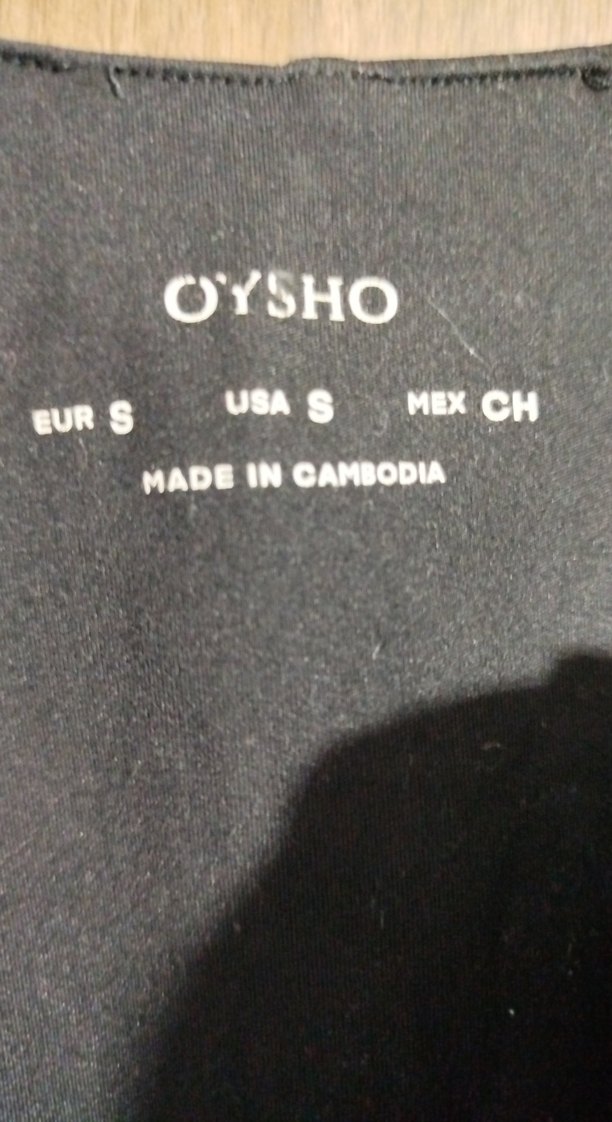 OYSHO
EUR S USA S MEX CH
MADE IN CAMBODIA